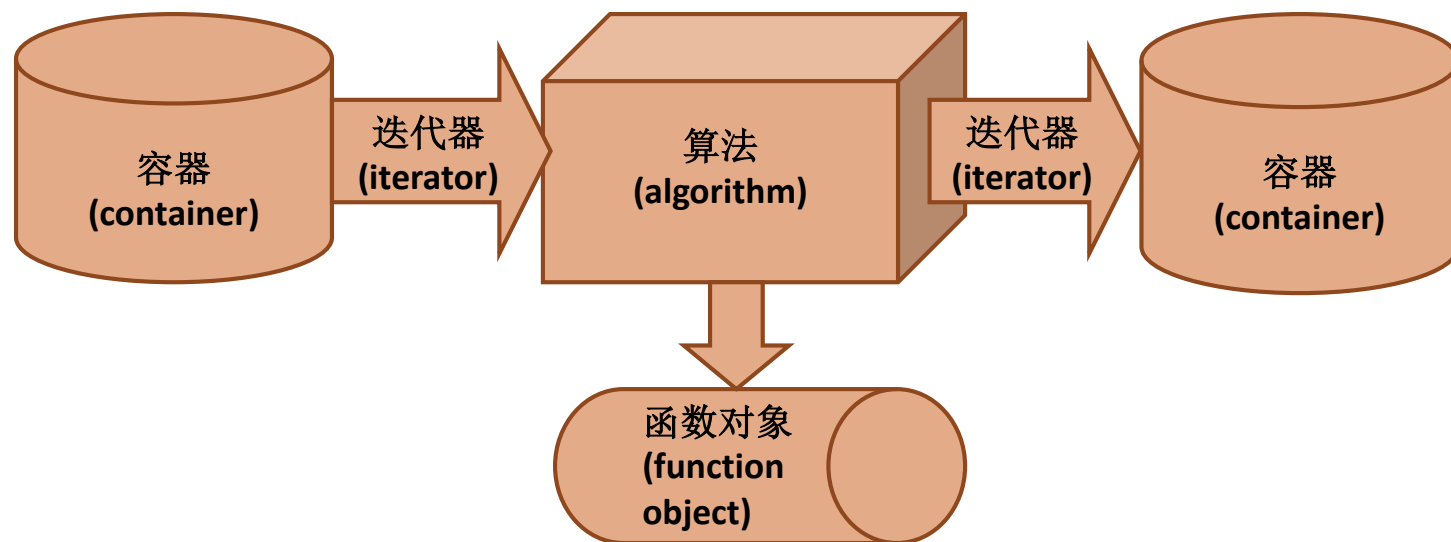 容器
(container)
迭代器
(iterator)
算法
(algorithm)
迭代器
(iterator)
容器
(container)
函数对象
(function
object)